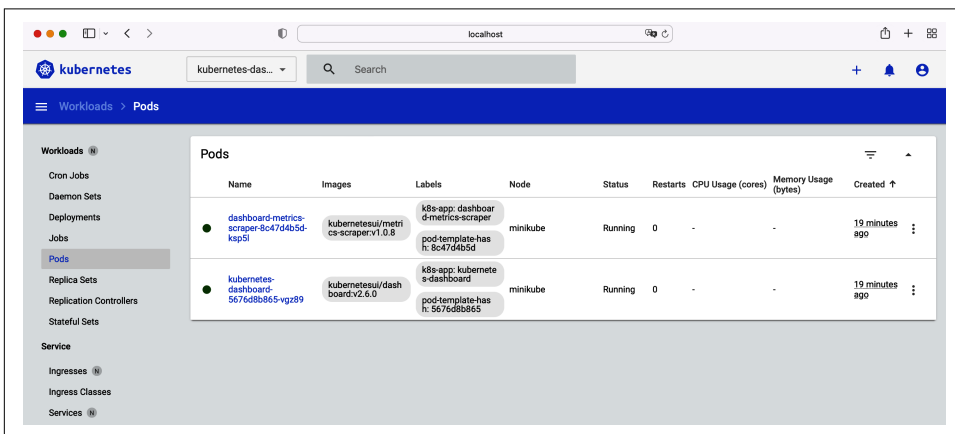 localhost
kubernetes
kubernetes-das...
Search
Workloads > Pods
Workloads N
Cron Jobs
Daemon Sets
Deployments
Jobs
Pods
Replica Sets
Replication Controllers
Stateful Sets
Service
Ingresses N
Ingress Classes
Services N
Pods
Name Images Labels Node Status Restarts CPU Usage (cores) Memory Usage
(bytes) Created ↑
dashboard-metrics-
scraper-8c47d4b5d-
ksp5l
kubernetesui/metri
cs-scraper:v1.0.8
k8s-app: dashboar
d-metrics-scraper
pod-template-has
h: 8c47d4b5d
minikube
Running
0
-
-
19 minutes
ago
kubernetes-
dashboard-
5676d8b865-vgz89
kubernetesui/dash
board:v2.6.0
k8s-app: kubernete
s-dashboard
pod-template-has
h: 5676d8b865
minikube
Running
0
-
-
19 minutes
ago